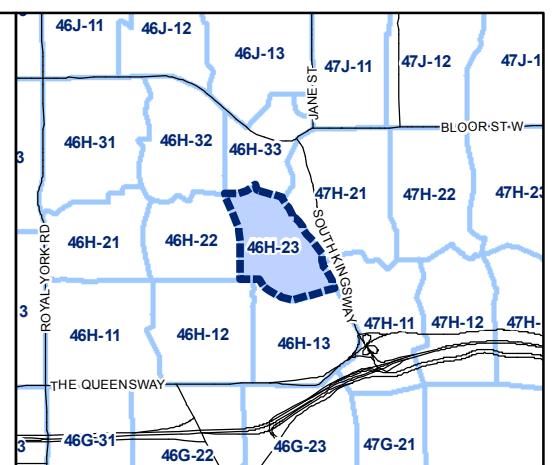 46J-11
46J-12
46J-13
47J-11
47J-12
47J-1
JANE ST
BLOOR ST W
46H-31
46H-32
46H-33
3
47H-21
47H-22
47H-23
ROYAL YORK RD
46H-21
46H-22
46H-23
SOUTH KINGSWAY
3
46H-11
46H-12
46H-13
47H-11
47H-12
47H-
THE QUEENSWAY
3
46G-31
46G-22
46G-23
47G-21